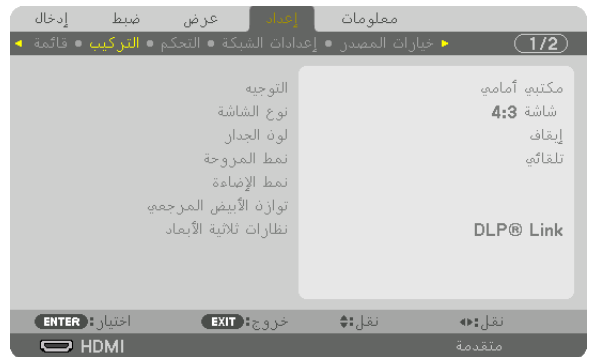 إدخال ضبط عرض إعداد معلومات
قائمة • التركيب • التحكم • إعدادات الشبكة • خيارات المصدر 1/2
التوجيه مكتبي أمامي
نوع الشاشة شاشة 4:3
لون الجدار إيقاف
نمط المروحة تلقائي
نمط الإضاءة
توازن الأبيض المرجعي
نظارات ثلاثية الأبعاد DLP® Link
ENTER :اختيار EXIT :خروج نقل: نقل:
HDMI متقدمة